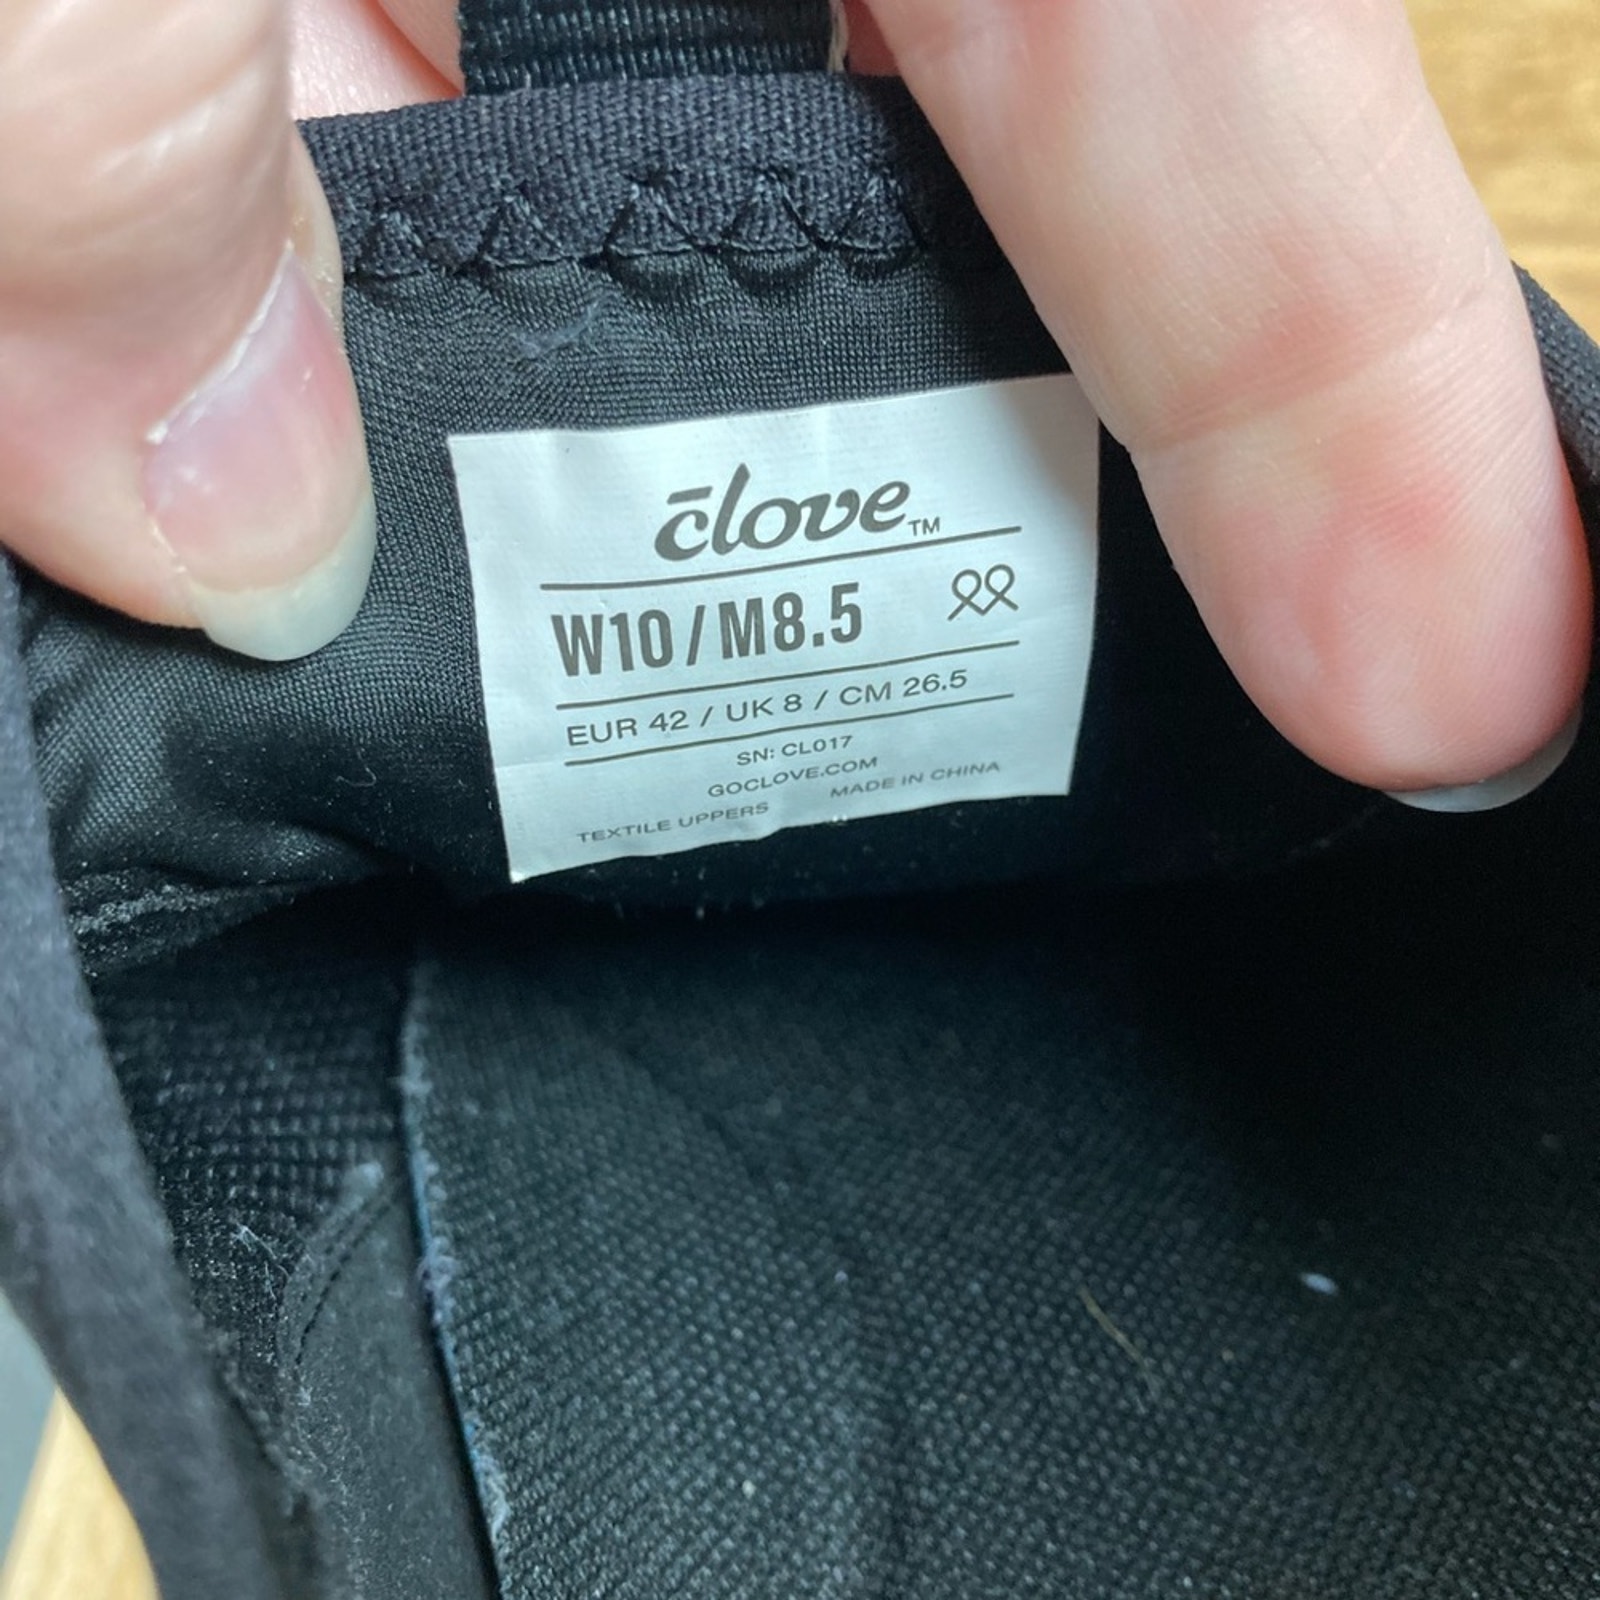 c̄love™
W10/M8.5
EUR 42 / UK 8 / CM 26.5
SN: CL017
GOCLOVE.COM
TEXTILE UPPERS MADE IN CHINA